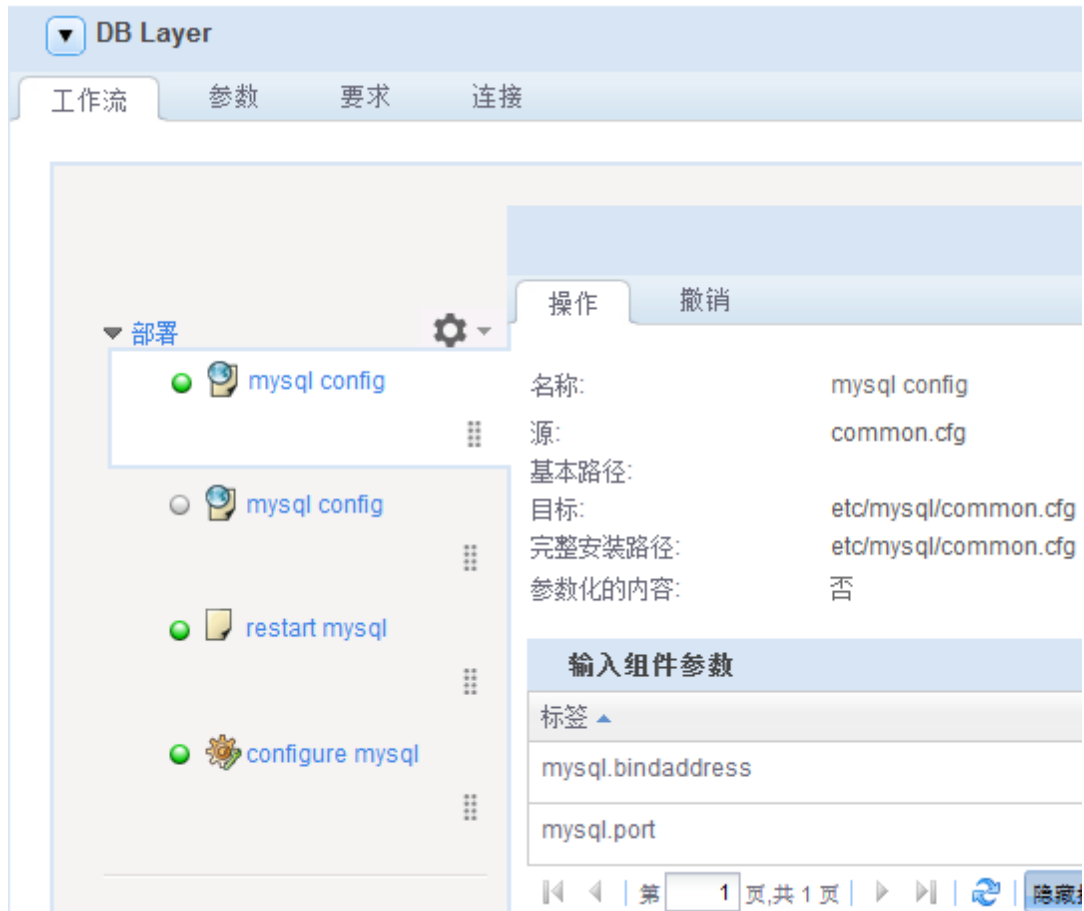 DB Layer
工作流 参数 要求 连接
操作 撤销
部署
mysql config
mysql config
restart mysql
configure mysql
名称: mysql config
源: common.cfg
基本路径:
目标: etc/mysql/common.cfg
完整安装路径: etc/mysql/common.cfg
参数化的内容: 否
输入组件参数
标签
mysql.bindaddress
mysql.port
第 1 页,共 1 页 隐藏